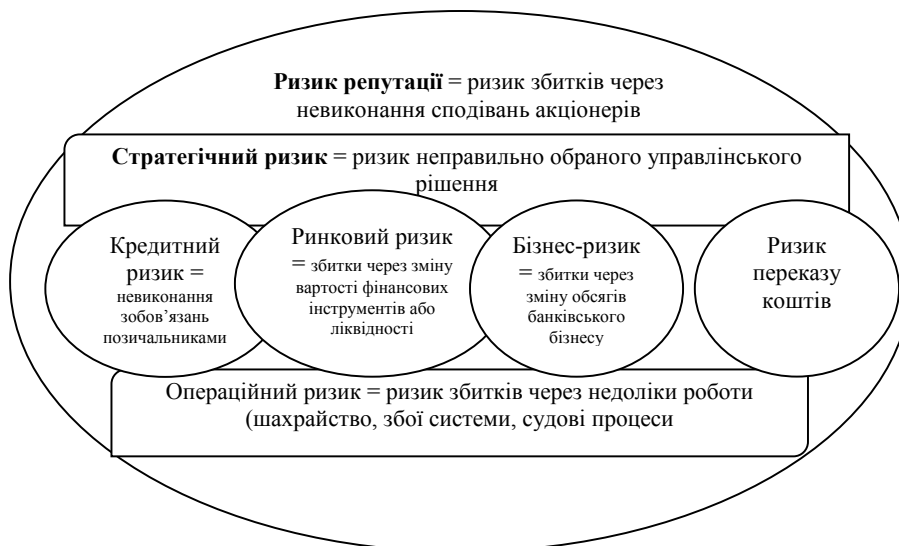 Ризик репутації = ризик збитків через
невиконання сподівань акціонерів
Стратегічний ризик = ризик неправильно обраного управлінського
рішення
Кредитний
ризик =
невиконання
зобов’язань
позичальниками
Ринковий ризик
= збитки через зміну
вартості фінансових
інструментів або
ліквідності
Бізнес-ризик
= збитки через
зміну обсягів
банківського
бізнесу
Ризик
переказу
коштів
Операційний ризик = ризик збитків через недоліки роботи
(шахрайство, збої системи, судові процеси